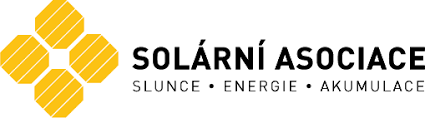 SOLÁRNÍ ASOCIACE
SLUNCE • ENERGIE • AKUMULACE